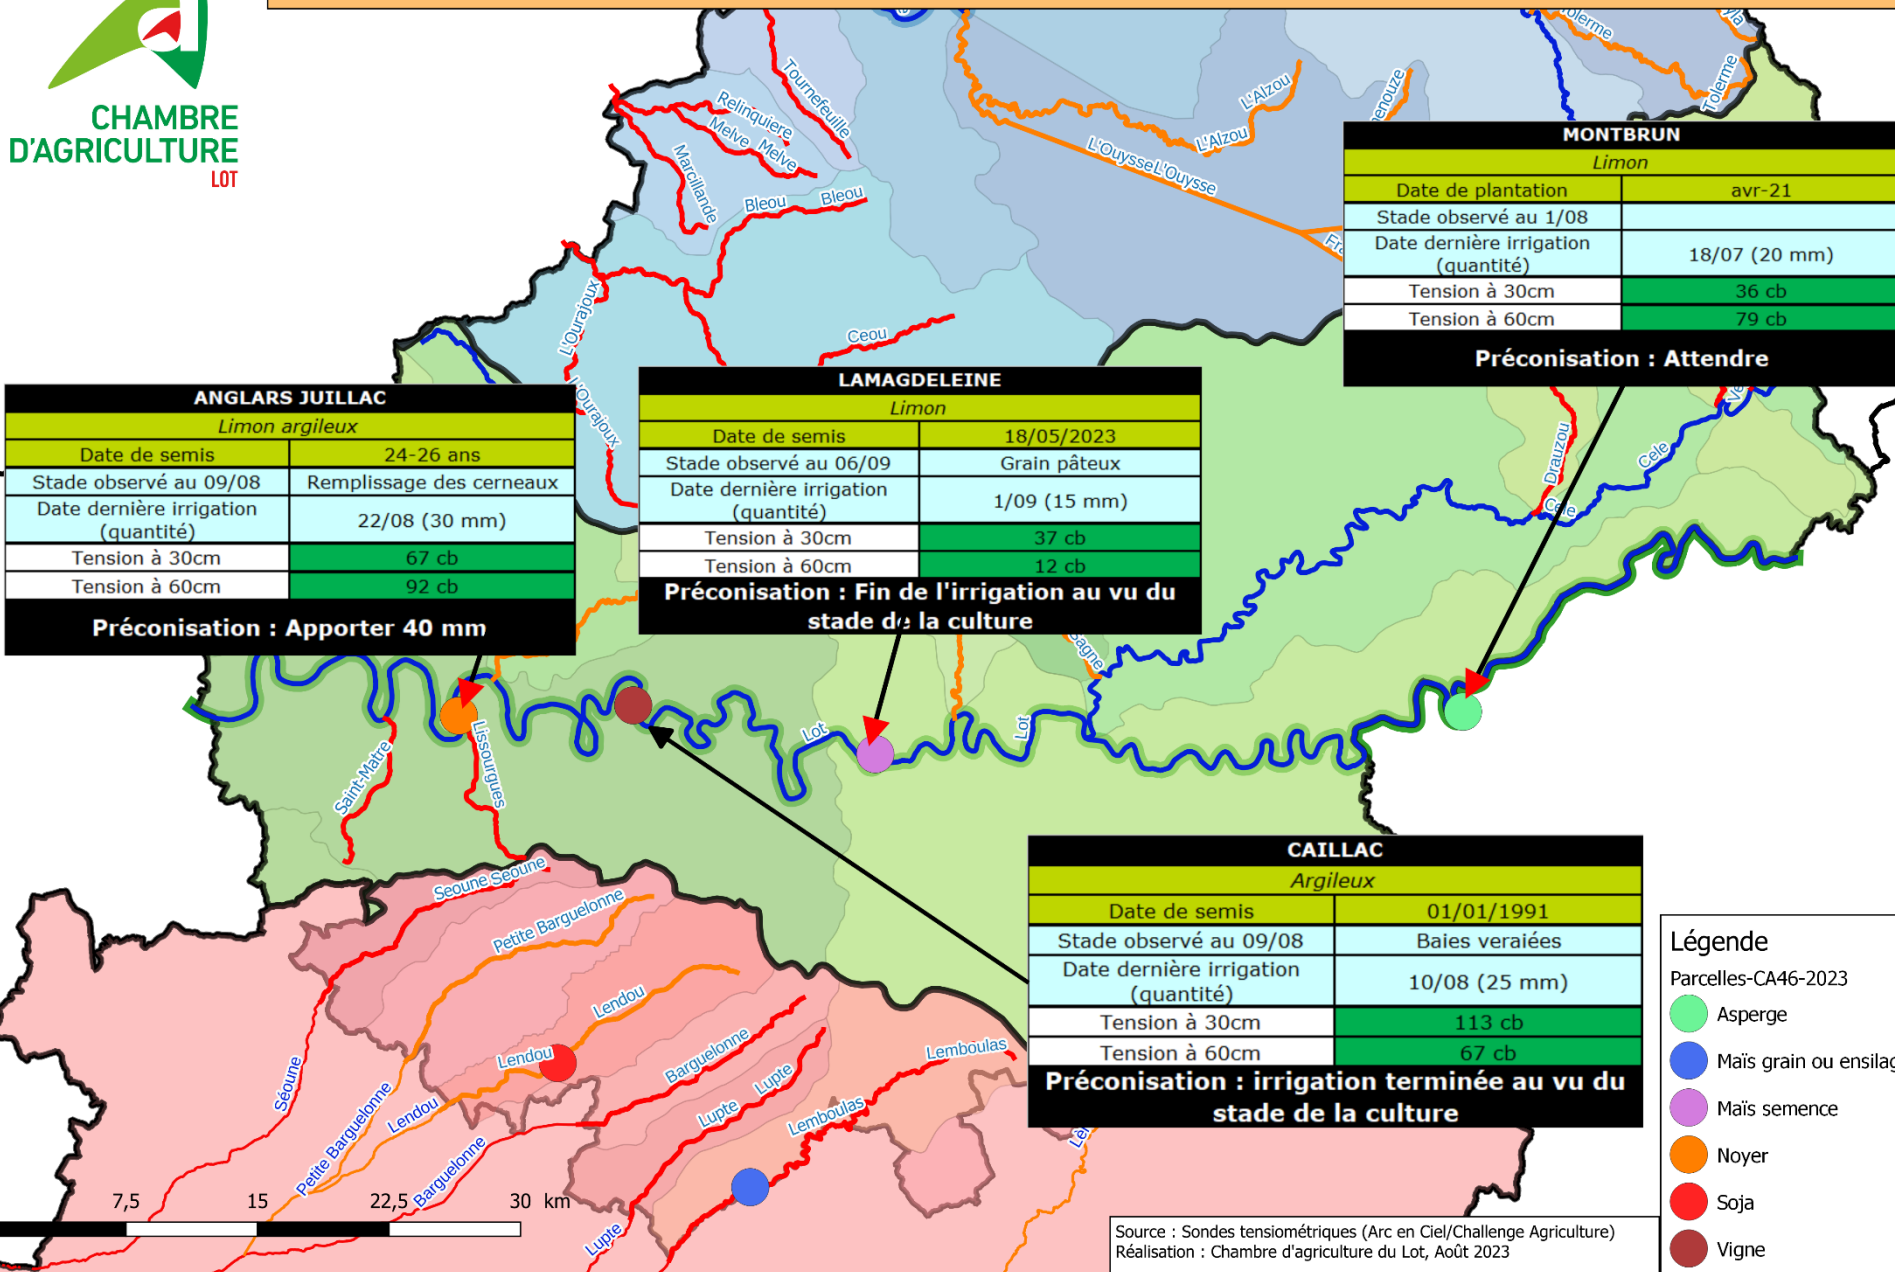 CHAMBRE
D'AGRICULTURE
LOT
Tolerme
Tolerme
Tournefeuille
Relinquiere
Melve
Melve
Marcillande
Bleou
Bleou
L'Alzou
L'Alzou
L'Ouysse
L'Ouysse
L'Ourajoux
L'Ourajoux
Ceou
MONTBRUN
Limon
Date de plantation avr-21
Stade observé au 1/08
Date dernière irrigation
(quantité) 18/07 (20 mm)
Tension à 30cm 36 cb
Tension à 60cm 79 cb
Préconisation : Attendre
ANGLARS JUILLAC
Limon argileux
Date de semis 24-26 ans
Stade observé au 09/08 Remplissage des cerneaux
Date dernière irrigation
(quantité) 22/08 (30 mm)
Tension à 30cm 67 cb
Tension à 60cm 92 cb
Préconisation : Apporter 40 mm
LAMAGDELEINE
Limon
Date de semis 18/05/2023
Stade observé au 06/09 Grain pâteux
Date dernière irrigation
(quantité) 1/09 (15 mm)
Tension à 30cm 37 cb
Tension à 60cm 12 cb
Préconisation : Fin de l'irrigation au vu du
stade de la culture
Drauzou
Cele
Cele
Lot
Lot
Saint-Matre
Lissourgues
CAILLAC
Argileux
Date de semis 01/01/1991
Stade observé au 09/08 Baies veraiées
Date dernière irrigation
(quantité) 10/08 (25 mm)
Tension à 30cm 113 cb
Tension à 60cm 67 cb
Préconisation : irrigation terminée au vu du
stade de la culture
Seoune Seoune
Petite Barguelonne
Lendou
Lendou
Lendou
Barguelonne
Lupte
Lupte
Lemboulas
Lemboulas
Séoune
Petite Barguelonne
Barguelonne
Lupte
7,5 15 22,5 30 km
Légende
Parcelles-CA46-2023
Asperge
Maïs grain ou ensilag
Maïs semence
Noyer
Soja
Vigne
Source : Sondes tensiométriques (Arc en Ciel/Challenge Agriculture)
Réalisation : Chambre d'agriculture du Lot, Août 2023